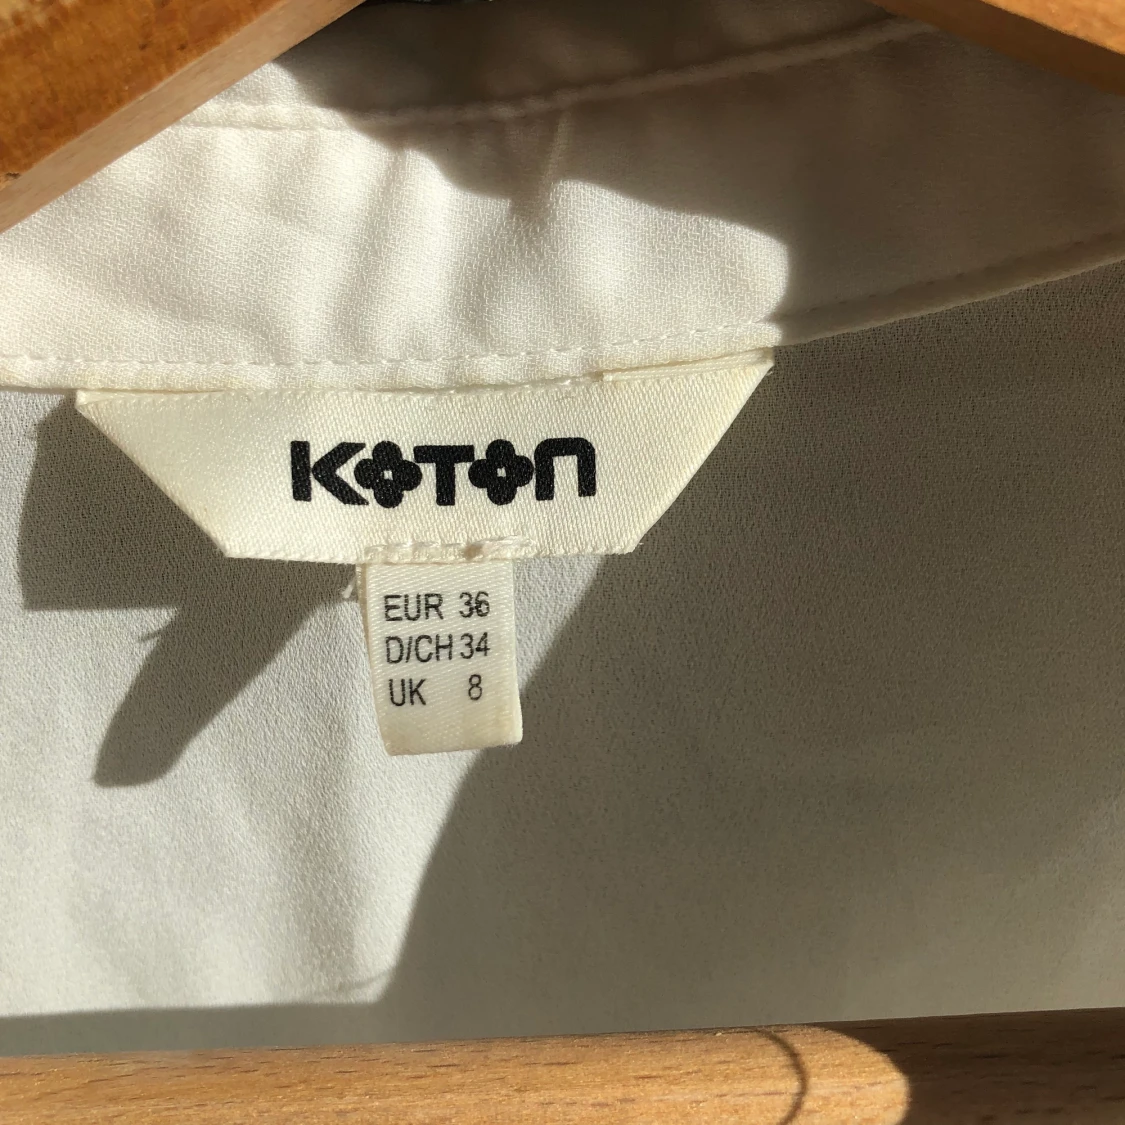 KOTON
EUR 36
D/CH 34
UK 8